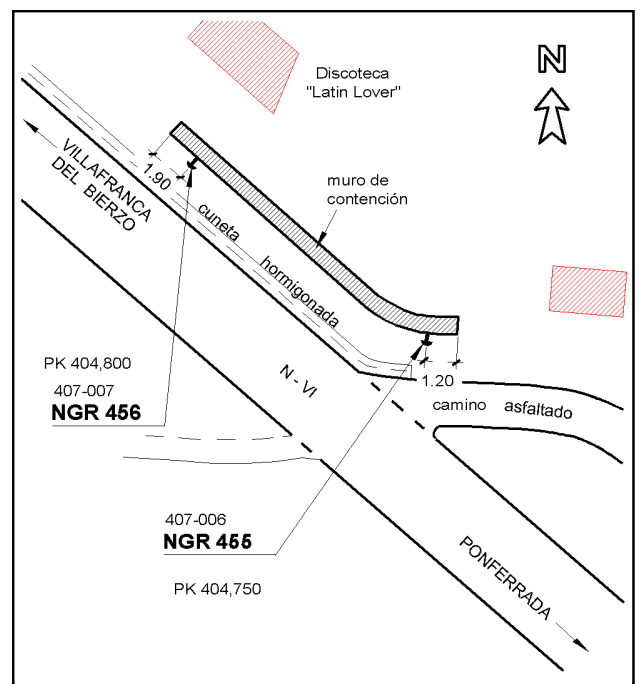 Discoteca
"Latin Lover"
N
VILLAFRANCA
DEL BIERZO
1.90
muro de
contención
cuneta hormigonada
PK 404,800
407-007
NGR 456
N - VI
1.20
camino asfaltado
407-006
NGR 455
PK 404,750
PONFERRADA